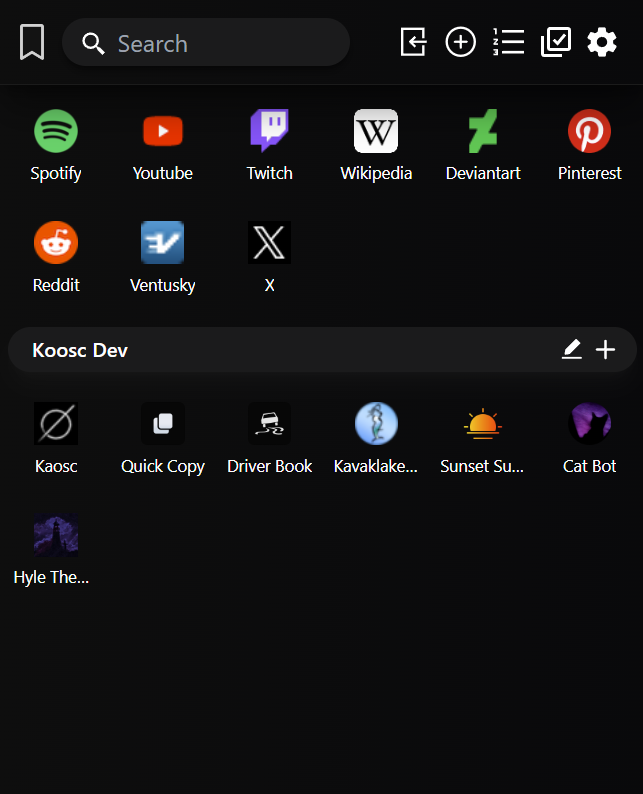 Search
Spotify Youtube Twitch Wikipedia Deviantart Pinterest
Reddit Ventusky X
Koosc Dev
Kaosc Quick Copy Driver Book Kavaklake... Sunset Su... Cat Bot
Hyle The...